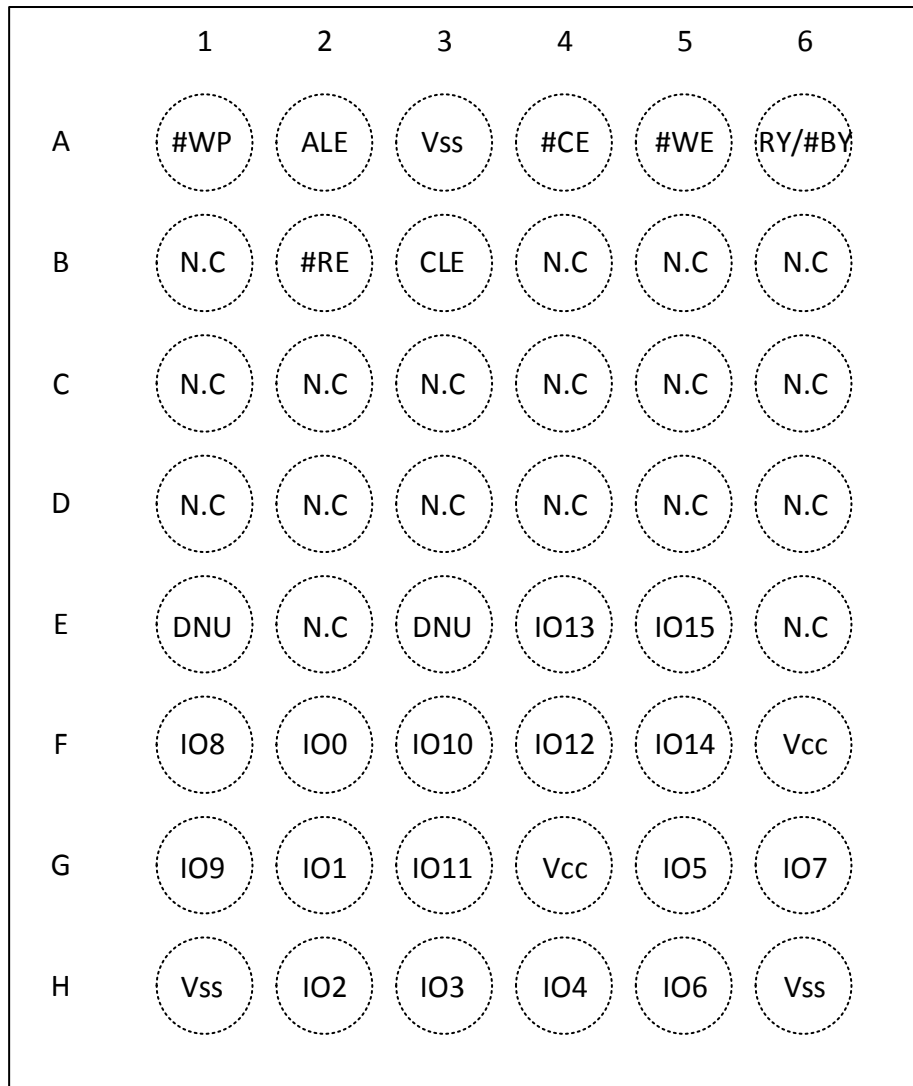 1 2 3 4 5 6
A #WP ALE Vss #CE #WE RY/#BY
B N.C #RE CLE N.C N.C N.C
C N.C N.C N.C N.C N.C N.C
D N.C N.C N.C N.C N.C N.C
E DNU N.C DNU IO13 IO15 N.C
F IO8 IO0 IO10 IO12 IO14 Vcc
G IO9 IO1 IO11 Vcc IO5 IO7
H Vss IO2 IO3 IO4 IO6 Vss